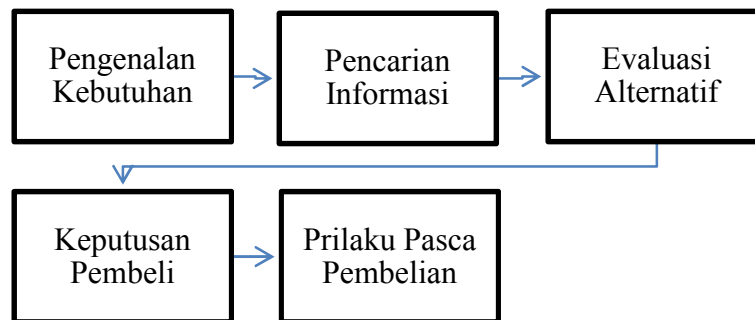 Pengenalan
Kebutuhan
Pencarian
Informasi
Evaluasi
Alternatif
Keputusan
Pembeli
Prilaku Pasca
Pembelian